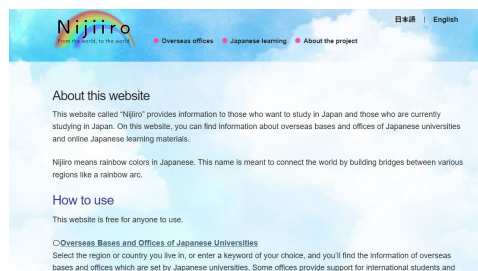 Nijiiro
From the world, to the world
日本語 | English
Overseas offices Japanese learning About the project
About this website
This website called "Nijiiro" provides information to those who want to study in Japan and those who are currently
studying in Japan. On this website, you can find information about overseas bases and offices of Japanese universities
and online Japanese learning materials.
Nijiiro means rainbow colors in Japanese. This name is meant to connect the world by building bridges between various
regions like a rainbow arc.
How to use
This website is free for anyone to use.
〇Overseas Bases and Offices of Japanese Universities
Select the region or country you live in, or enter a keyword of your choice, and you'll find the information of overseas
bases and offices which are set by Japanese universities. Some offices provide support for international students and